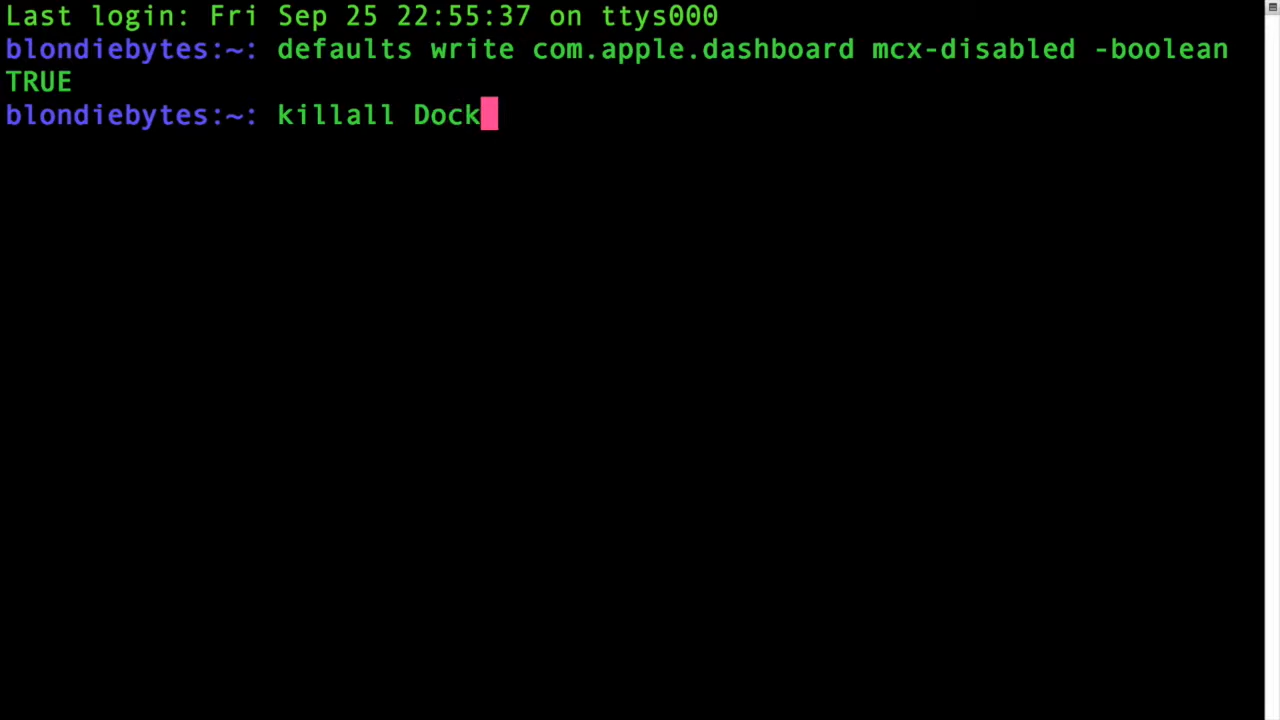 Last login: Fri Sep 25 22:55:37 on ttys000
blondiebytes:~: defaults write com.apple.dashboard mcx-disabled -boolean
TRUE
blondiebytes:~: killall Dock